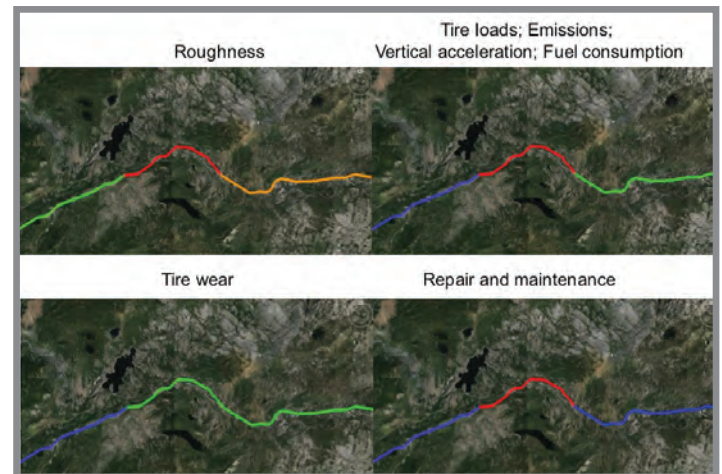 Roughness
Tire loads; Emissions;
Vertical acceleration; Fuel consumption
Tire wear
Repair and maintenance